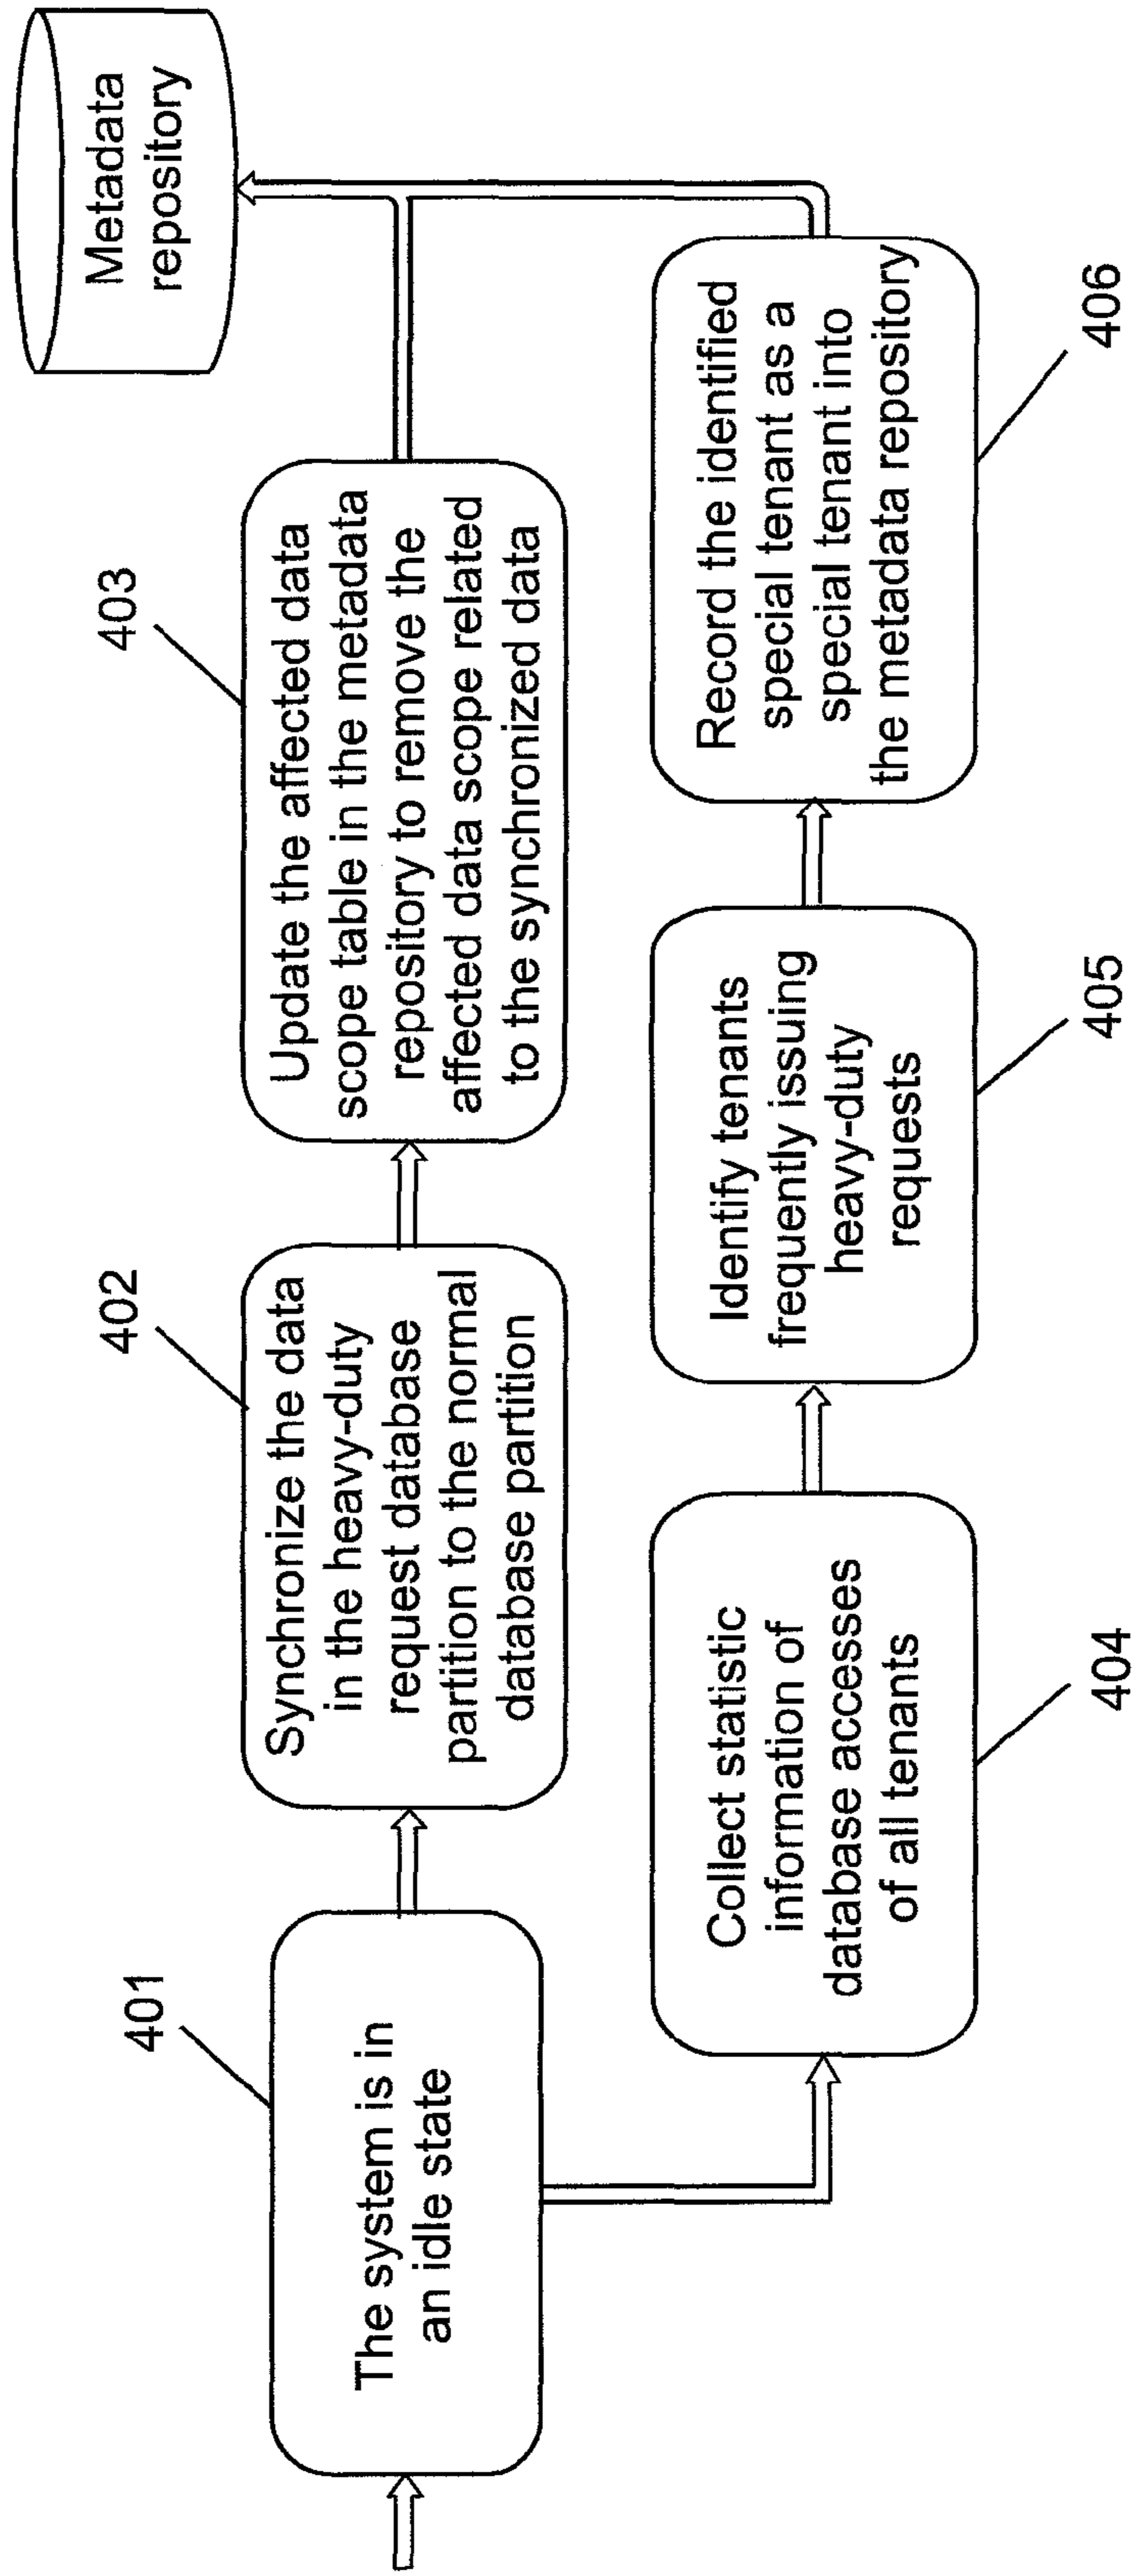 Metadata
repository
401
The system is in
an idle state
402
Synchronize the data
in the heavy-duty
request database
partition to the normal
database partition
403
Update the affected data
scope table in the metadata
repository to remove the
affected data scope related
to the synchronized data
Collect statistic
information of
database accesses
of all tenants
404
Identify tenants
frequently issuing
heavy-duty
requests
405
Record the identified
special tenant as a
special tenant into
the metadata repository
406